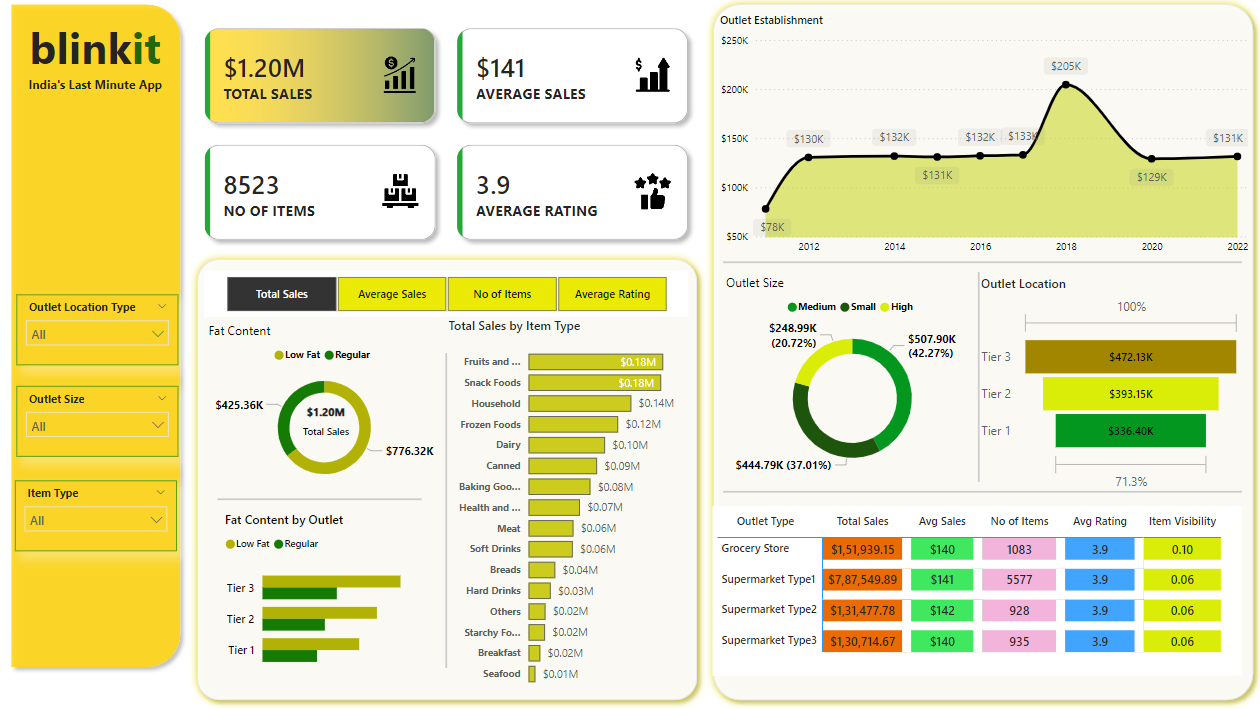 blinkit
India's Last Minute App
Outlet Location Type
All
Outlet Size
All
Item Type
All
$1.20M
TOTAL SALES
$141
AVERAGE SALES
8523
NO OF ITEMS
3.9
AVERAGE RATING
Total Sales
Average Sales
No of Items
Average Rating
Fat Content
Low Fat
Regular
$425.36K
$1.20M
Total Sales
$776.32K
Fat Content by Outlet
Low Fat
Regular
Tier 3
Tier 2
Tier 1
Total Sales by Item Type
Fruits and ... $0.18M
Snack Foods $0.18M
Household $0.14M
Frozen Foods $0.12M
Dairy $0.10M
Canned $0.09M
Baking Goo... $0.08M
Health and ... $0.07M
Meat $0.06M
Soft Drinks $0.06M
Breads $0.04M
Hard Drinks $0.03M
Others $0.02M
Starchy Fo... $0.02M
Breakfast $0.02M
Seafood $0.01M
Outlet Establishment
$250K
$200K
$150K
$100K
$50K
$78K
$130K
$132K
$131K
$132K
$133K
$205K
$129K
$131K
2012 2014 2016 2018 2020 2022
Outlet Size
Medium Small High
$248.99K
(20.72%)
$507.90K
(42.27%)
$444.79K (37.01%)
Outlet Location
100%
Tier 3 $472.13K
Tier 2 $393.15K
Tier 1 $336.40K
71.3%
Outlet Type Total Sales Avg Sales No of Items Avg Rating Item Visibility
Grocery Store $1,51,939.15 $140 1083 3.9 0.10
Supermarket Type1 $7,87,549.89 $141 5577 3.9 0.06
Supermarket Type2 $1,31,477.78 $142 928 3.9 0.06
Supermarket Type3 $1,30,714.67 $140 935 3.9 0.06